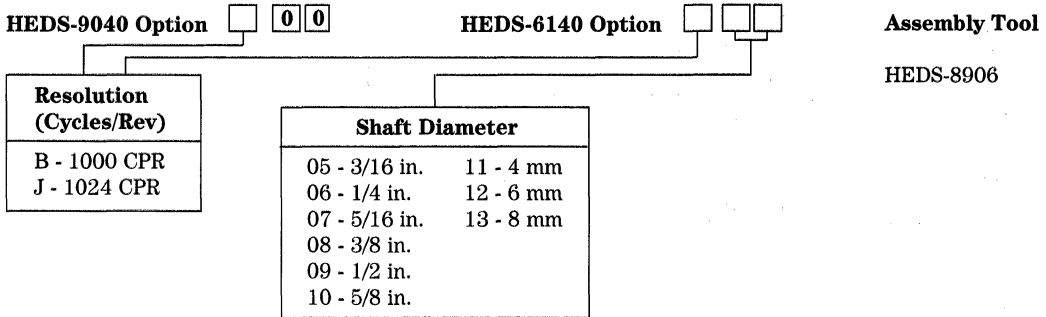 HEDS-9040 Option 0 0 HEDS-6140 Option Assembly Tool
HEDS-8906
Resolution
(Cycles/Rev)
B - 1000 CPR
J - 1024 CPR
Shaft Diameter
05 - 3/16 in. 11 - 4 mm
06 - 1/4 in. 12 - 6 mm
07 - 5/16 in. 13 - 8 mm
08 - 3/8 in.
09 - 1/2 in.
10 - 5/8 in.